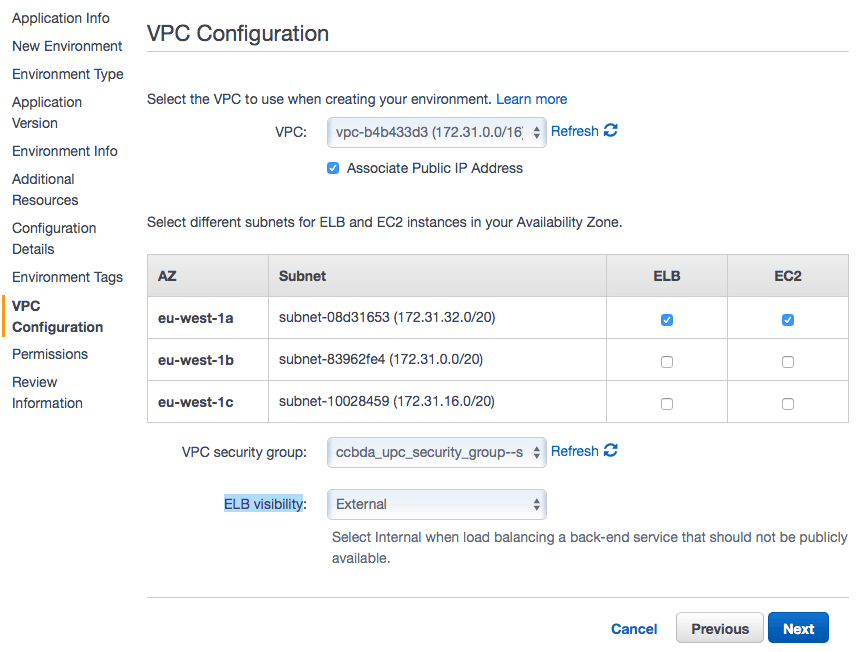 Application Info
New Environment
Environment Type
Application
Version
Environment Info
Additional
Resources
Configuration
Details
Environment Tags
VPC
Configuration
Permissions
Review
Information
VPC Configuration
Select the VPC to use when creating your environment. Learn more
VPC: vpc-b4b433d3 (172.31.0.0/16) Refresh
Associate Public IP Address
Select different subnets for ELB and EC2 instances in your Availability Zone.
AZ Subnet ELB EC2
eu-west-1a subnet-08d31653 (172.31.32.0/20)
eu-west-1b subnet-83962fe4 (172.31.0.0/20)
eu-west-1c subnet-10028459 (172.31.16.0/20)
VPC security group: ccbda_upc_security_group--s Refresh
ELB visibility: External
Select Internal when load balancing a back-end service that should not be publicly
available.
Cancel Previous Next